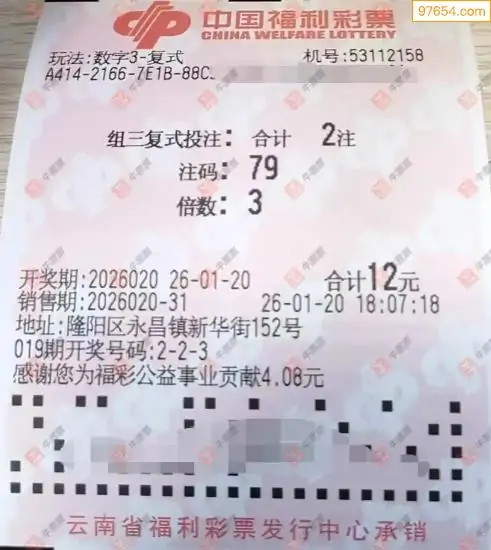 97654.com
中国福利彩票
CHINA WELFARE LOTTERY
玩法:数字3-复式 机号:53112158
A414-2166-7E1B-88C
组三复式投注: 合计 2注
注码: 79
倍数: 3
开奖期:2026020 26-01-20 合计12元
销售期:2026020-31 26-01-20 18:07:18
地址:隆阳区永昌镇新华街152号
019期开奖号码:2-2-3
感谢您为福彩公益事业贡献4.08元
云南省福利彩票发行中心承销